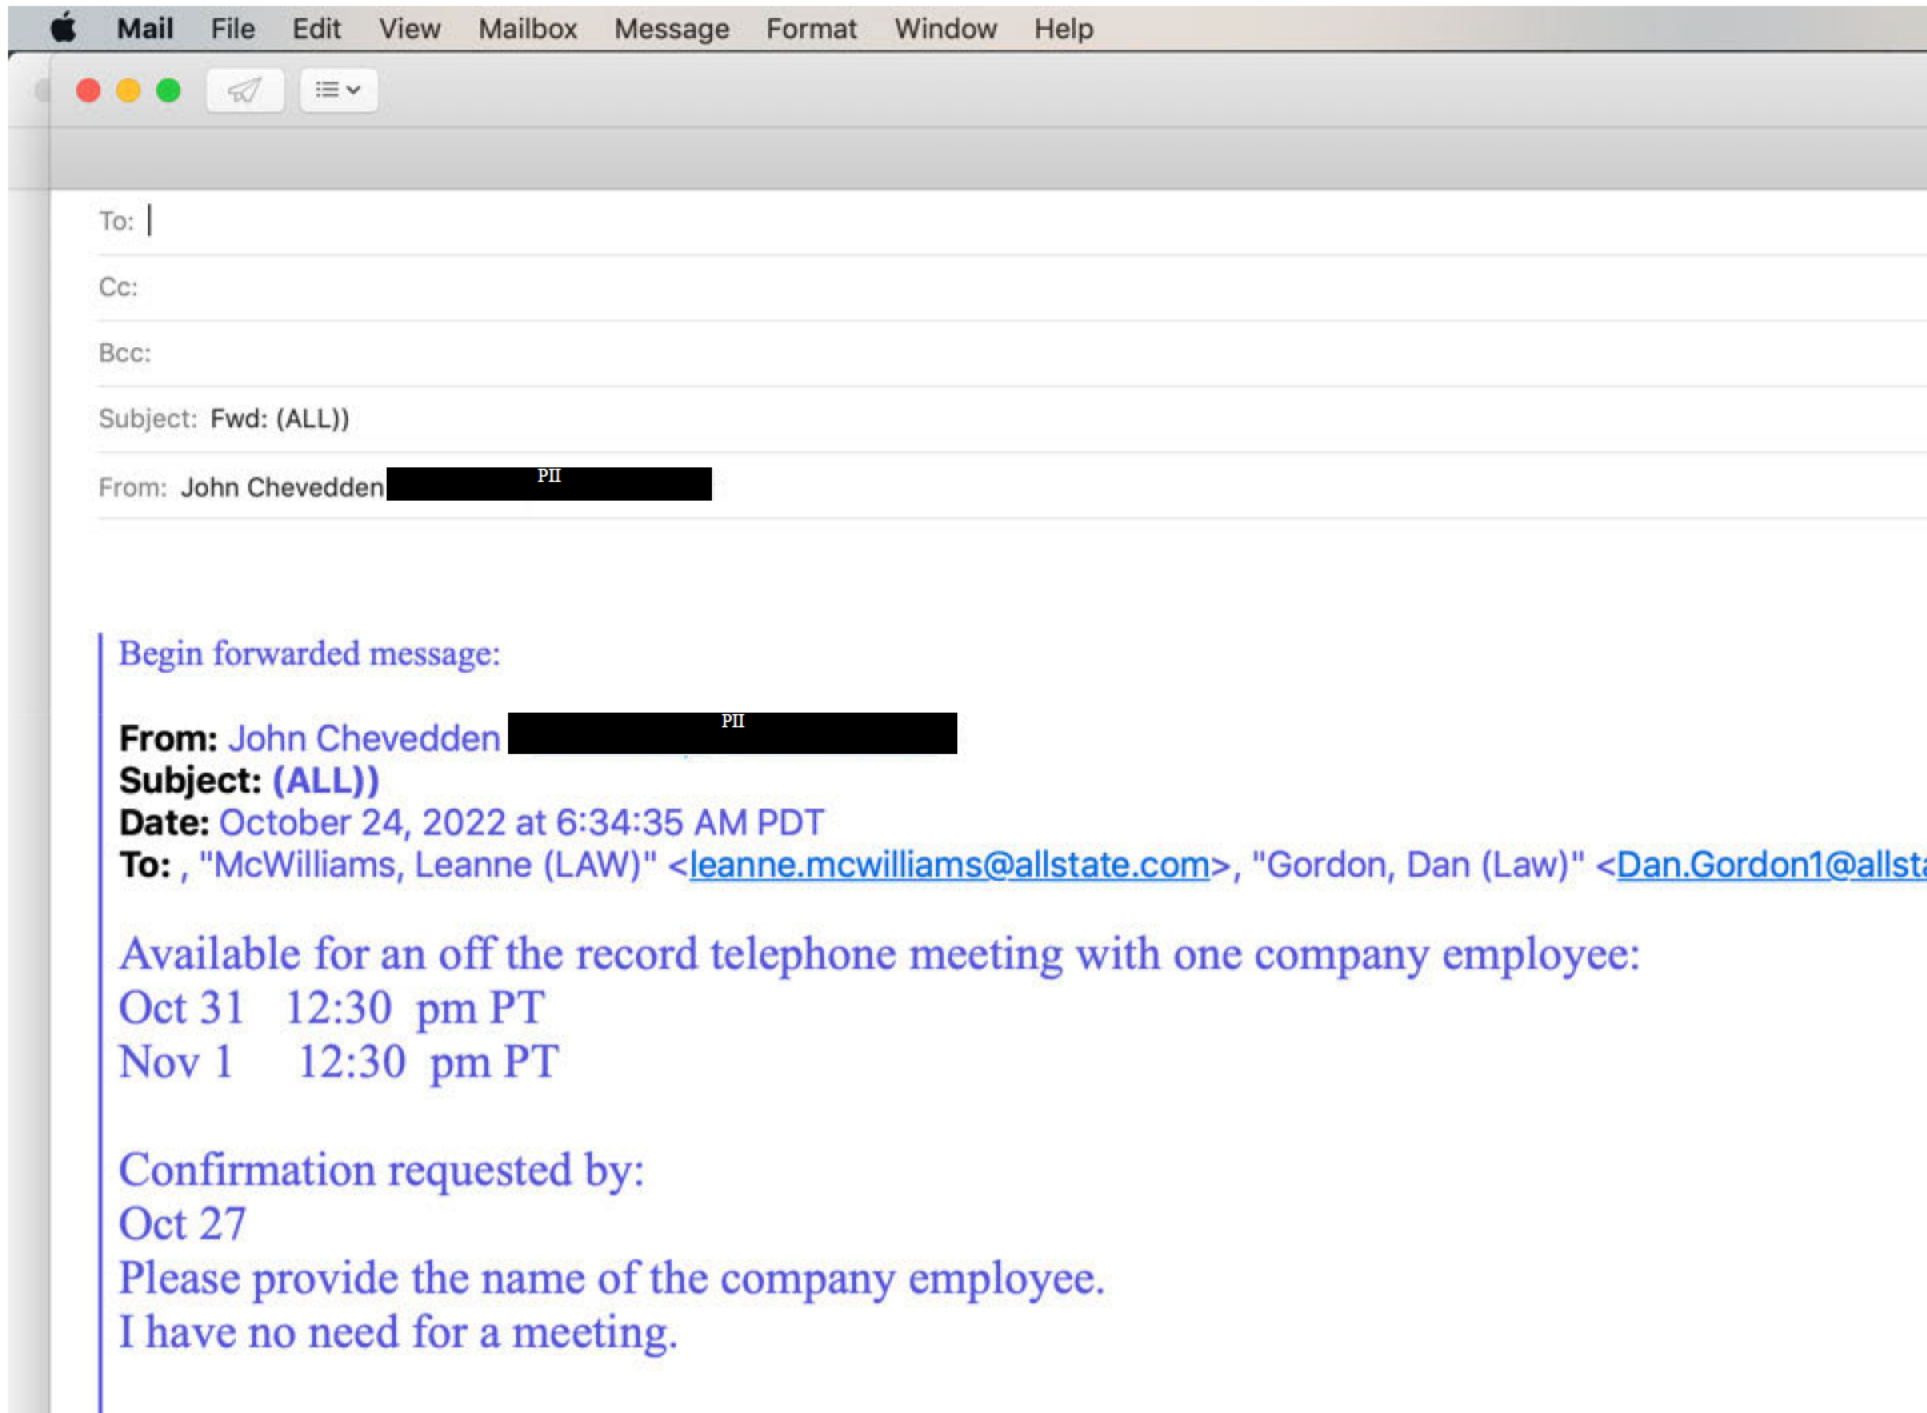 Mail File Edit View Mailbox Message Format Window Help
To:
Cc:
Bcc:
Subject: Fwd: (ALL))
From: John Chevedden PII
Begin forwarded message:
From: John Chevedden PII
Subject: (ALL))
Date: October 24, 2022 at 6:34:35 AM PDT
To: , "McWilliams, Leanne (LAW)" <leanne.mcwilliams@allstate.com>, "Gordon, Dan (Law)" <Dan.Gordon1@allsta
Available for an off the record telephone meeting with one company employee:
Oct 31 12:30 pm PT
Nov 1 12:30 pm PT
Confirmation requested by:
Oct 27
Please provide the name of the company employee.
I have no need for a meeting.